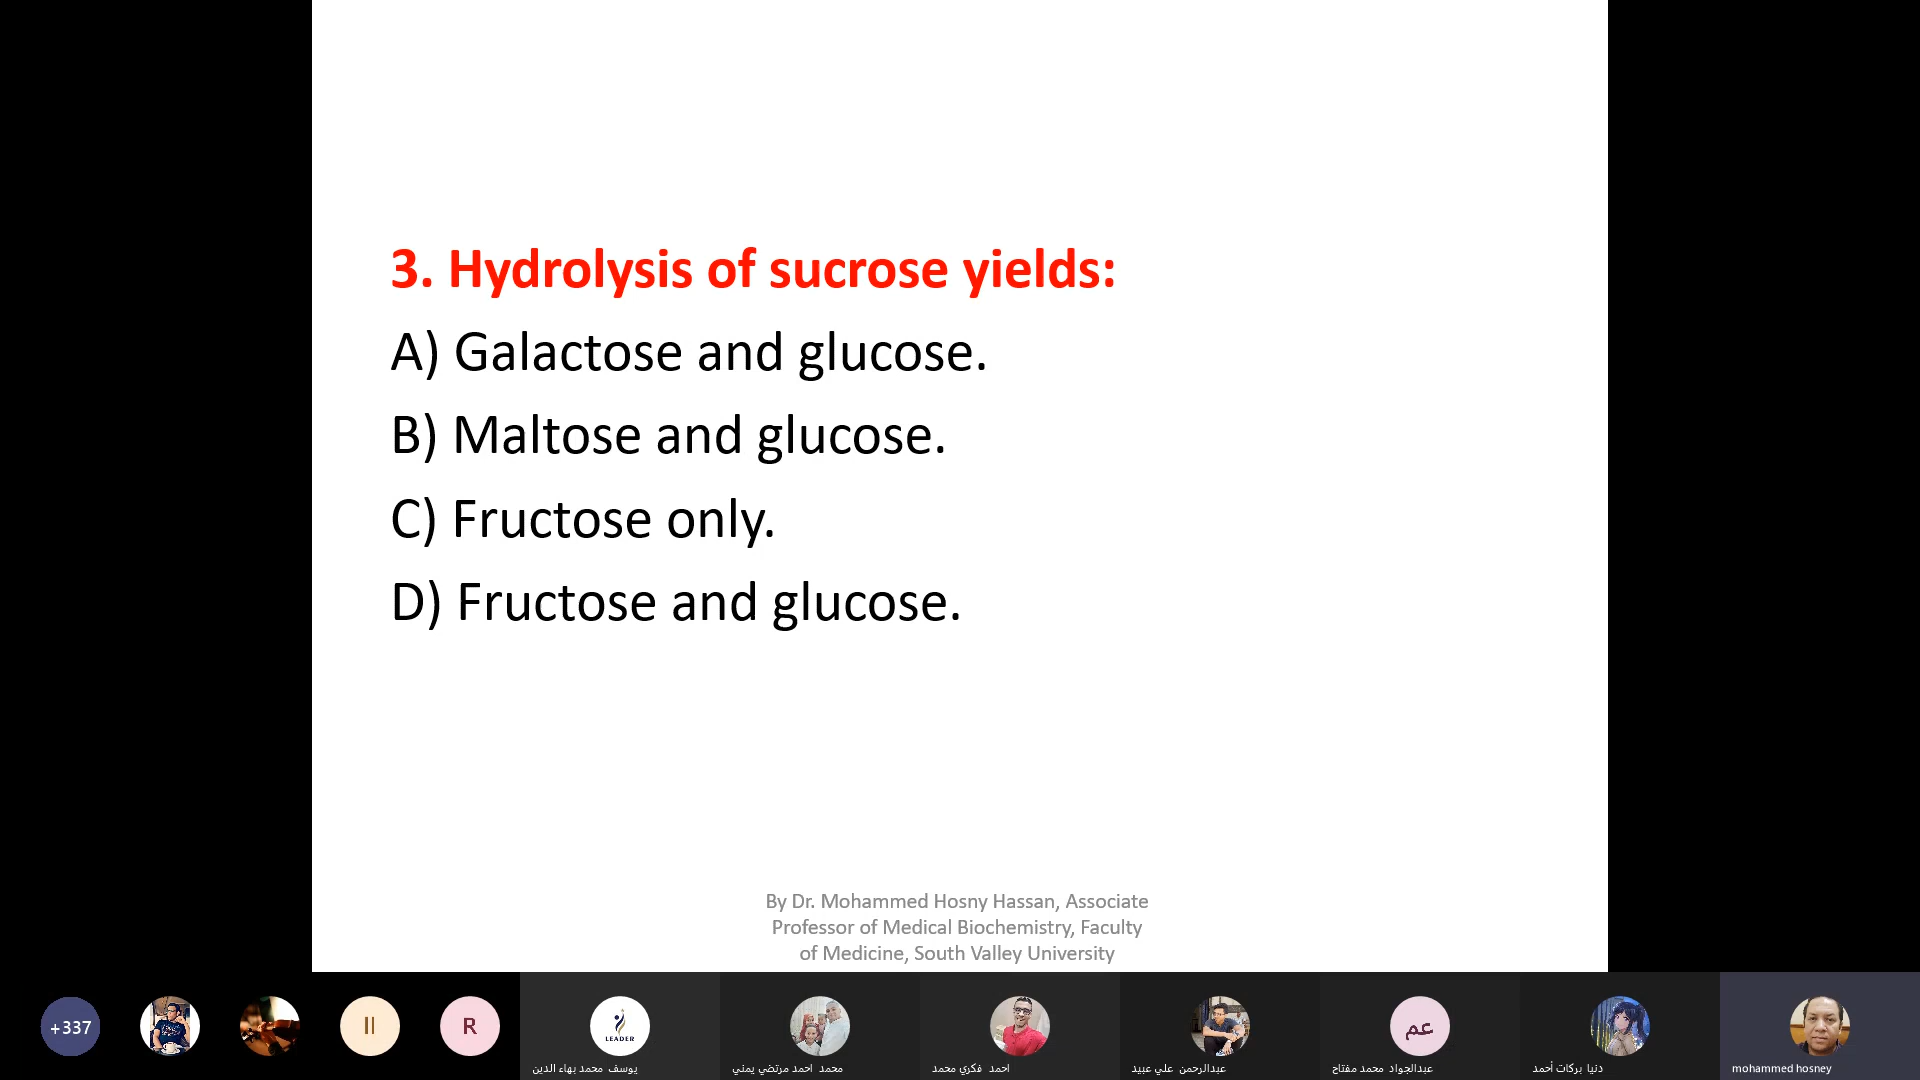 3. Hydrolysis of sucrose yields:
A) Galactose and glucose.
B) Maltose and glucose.
C) Fructose only.
D) Fructose and glucose.
By Dr. Mohammed Hosny Hassan, Associate
Professor of Medical Biochemistry, Faculty
of Medicine, South Valley University
+337
II
R
LEADER
عم
يوسف محمد بهاء الدين
محمد احمد مرتضي يمني
احمد فكري محمد
عبدالرحمن علي عبيد
عبدالجواد محمد مفتاح
دنيا بركات أحمد
mohammed hosney